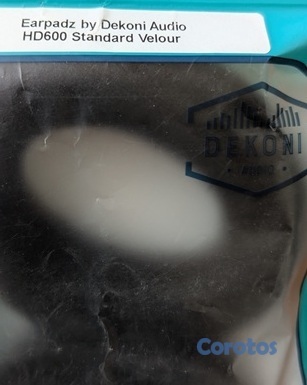 Earpadz by Dekoni Audio
HD600 Standard Velour
DEKONI
AUDIO
Coretos